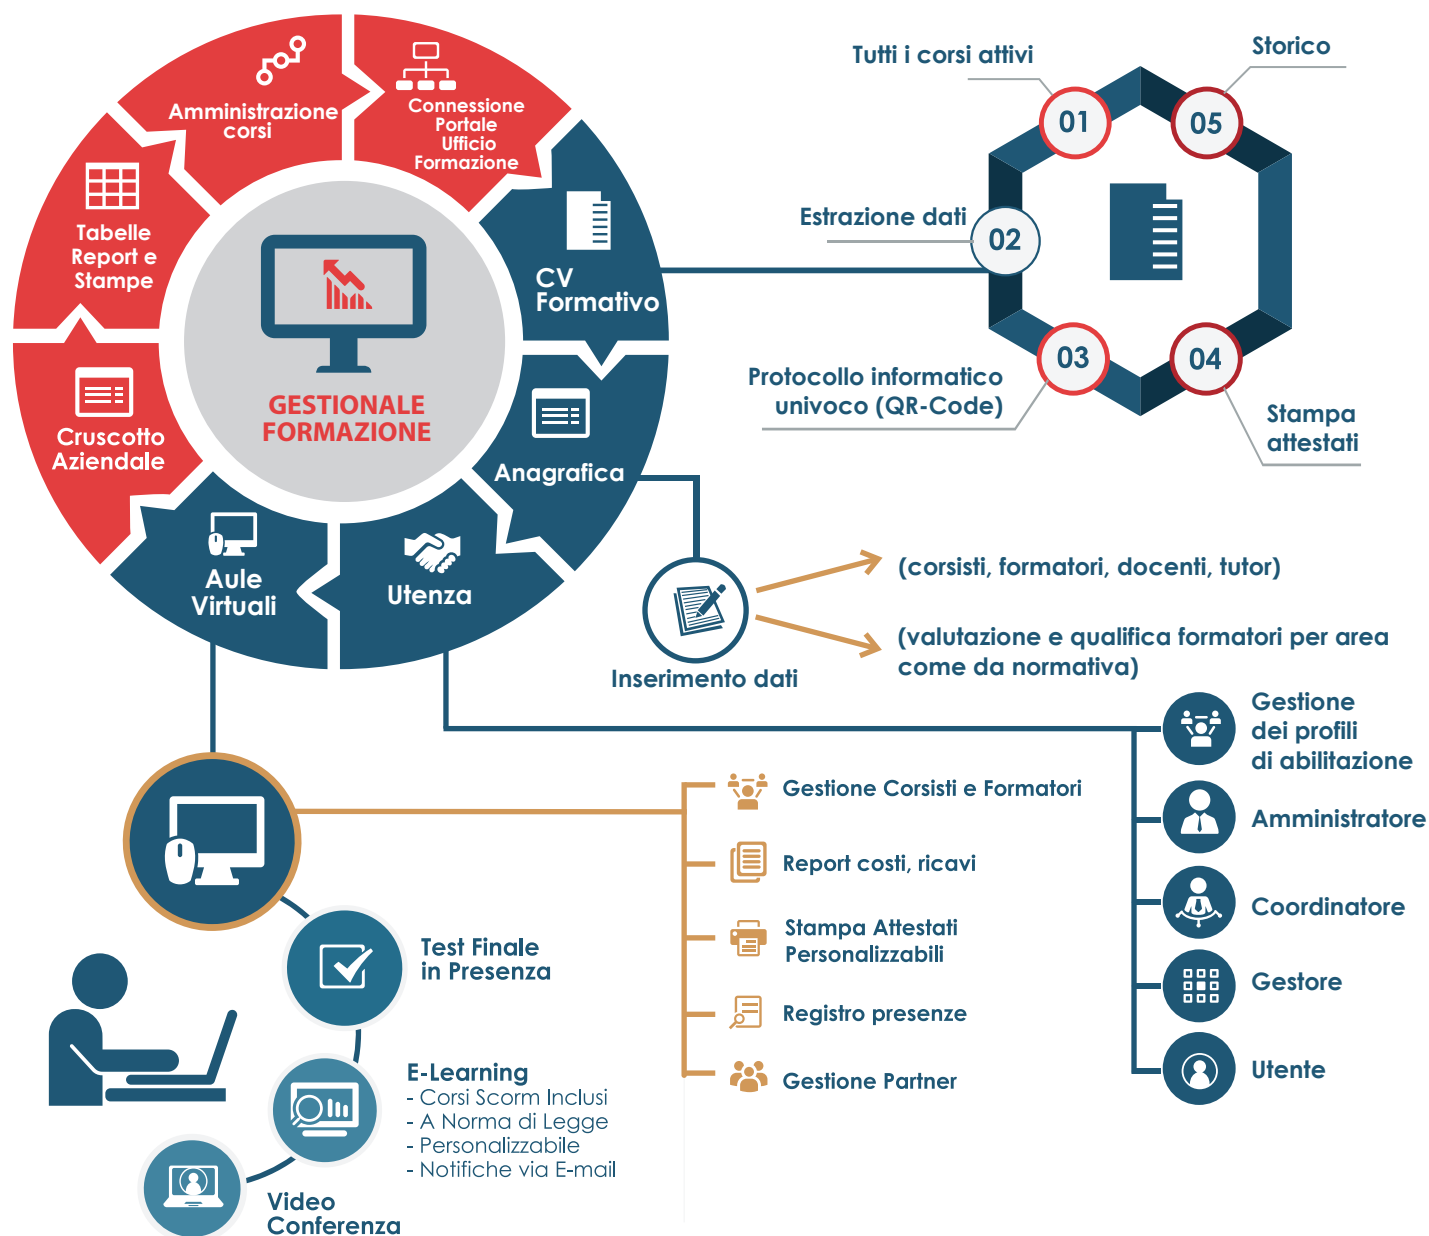 Amministrazione
corsi
Connessione
Portale
Ufficio
Formazione
Tabelle
Report e
Stampe
CV
Formativo
Cruscotto
Aziendale
GESTIONALE
FORMAZIONE
Anagrafica
Aule
Virtuali
Utenza
Tutti i corsi attivi
Storico
01
05
Estrazione dati
02
03
04
Protocollo informatico
univoco (QR-Code)
Stampa
attestati
(corsisti, formatori, docenti, tutor)
(valutazione e qualifica formatori per area
come da normativa)
Inserimento dati
Gestione
dei profili
di abilitazione
Amministratore
Coordinatore
Gestore
Utente
Gestione Corsisti e Formatori
Report costi, ricavi
Stampa Attestati
Personalizzabili
Registro presenze
Gestione Partner
Test Finale
in Presenza
E-Learning
- Corsi Scorm Inclusi
- A Norma di Legge
- Personalizzabile
- Notifiche via E-mail
Video
Conferenza